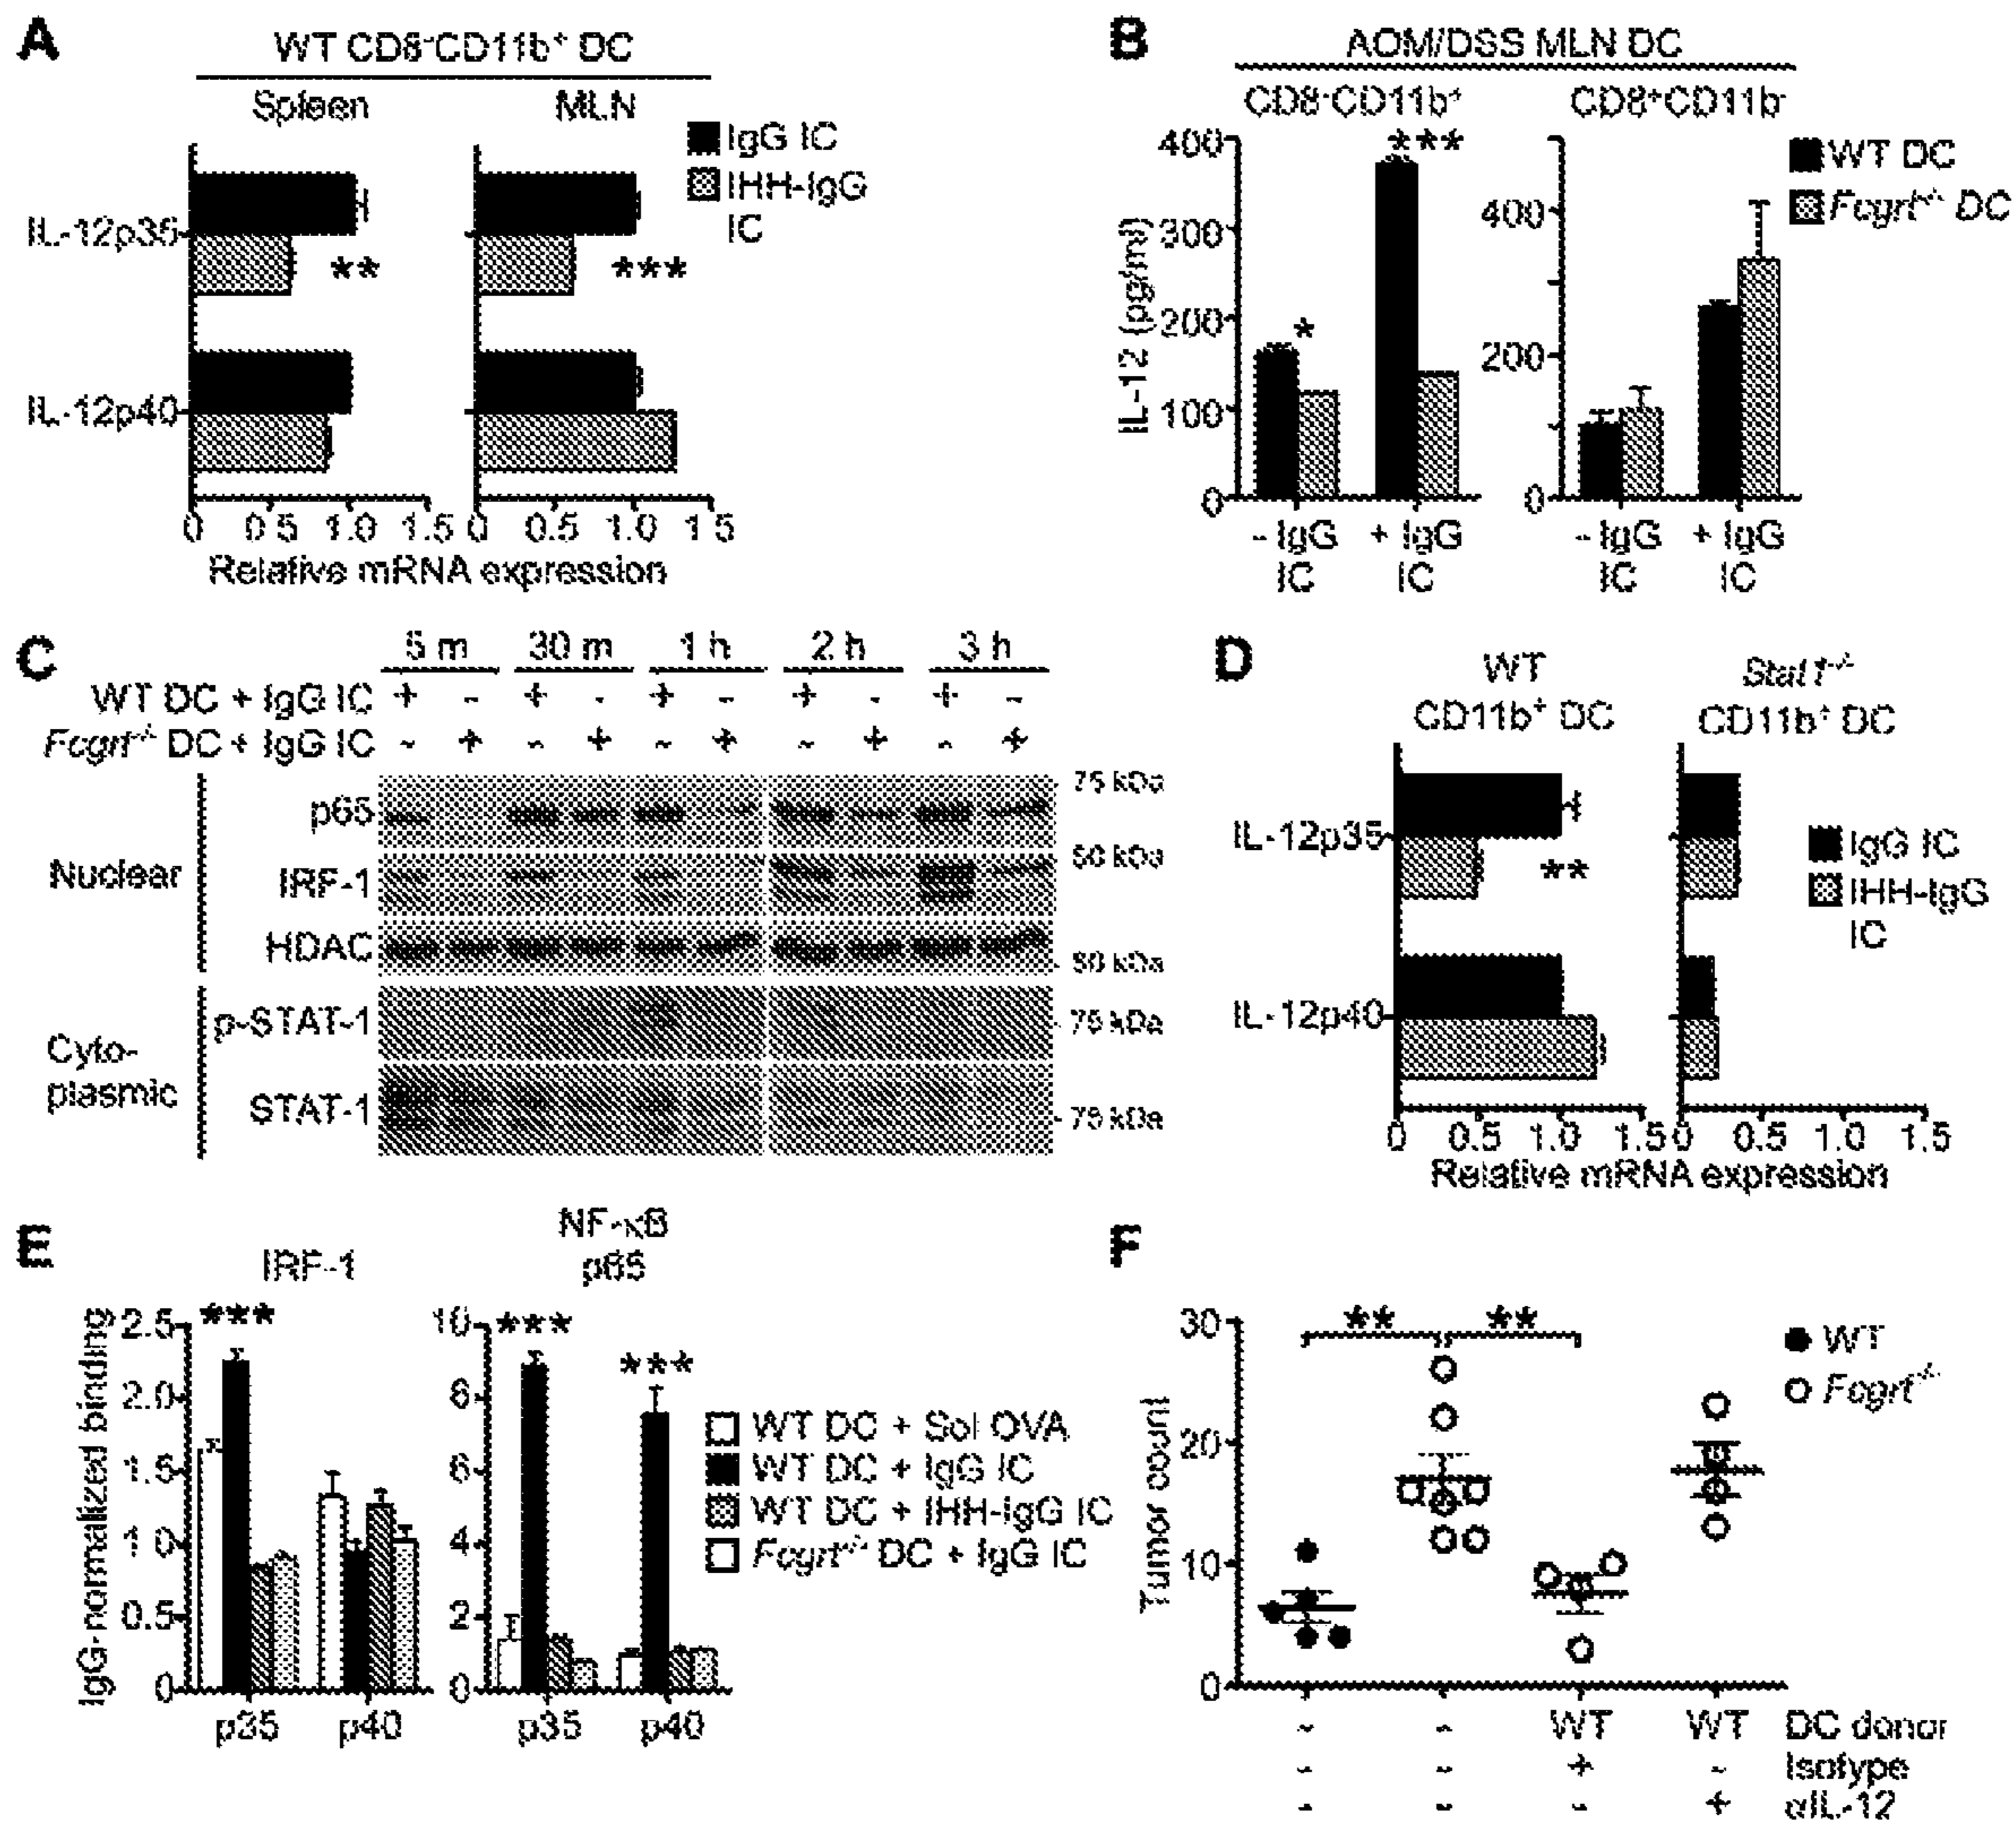 A
WT CD8-CD11b+ DC
Spleen MLN
IgG IC
IHH-IgG
IC
IL-12p35
**
***
IL-12p40
0 0.5 1.0 1.5 0 0.5 1.0 1.5
Relative mRNA expression
B
AOM/DSS MLN DC
CD8-CD11b+ CD8+CD11b-
WT DC
Fcgrt-/- DC
IL-12 (pg/ml)
400
300
200
100
0
*
***
400
200
0
- IgG IC
+ IgG IC
- IgG IC
+ IgG IC
C
5 m 30 m 1 h 2 h 3 h
WT DC + IgG IC + - + - + - + - + -
Fcgrt-/- DC + IgG IC - + - + - + - + - +
Nuclear
p65
75 kDa
IRF-1
50 kDa
HDAC
- 50 kDa
Cyto-
plasmic
p-STAT-1
- 75 kDa
STAT-1
- 75 kDa
D
WT
CD11b+ DC
Stat1-/-
CD11b+ DC
IL-12p35
**
IL-12p40
IgG IC
IHH-IgG
IC
0 0.5 1.0 1.5 0 0.5 1.0 1.5
Relative mRNA expression
E
IRF-1
NF-κB
p65
IgG-normalized binding
2.5
2.0
1.5
1.0
0.5
0
***
p35 p40
10
8
6
4
2
0
***
***
p35 p40
WT DC + Sol OVA
WT DC + IgG IC
WT DC + IHH-IgG IC
Fcgrt-/- DC + IgG IC
F
Tumor count
30
20
10
0
** **
WT
Fcgrt-/-
- - WT WT DC donor
- - + - Isotype
- - - + αIL-12